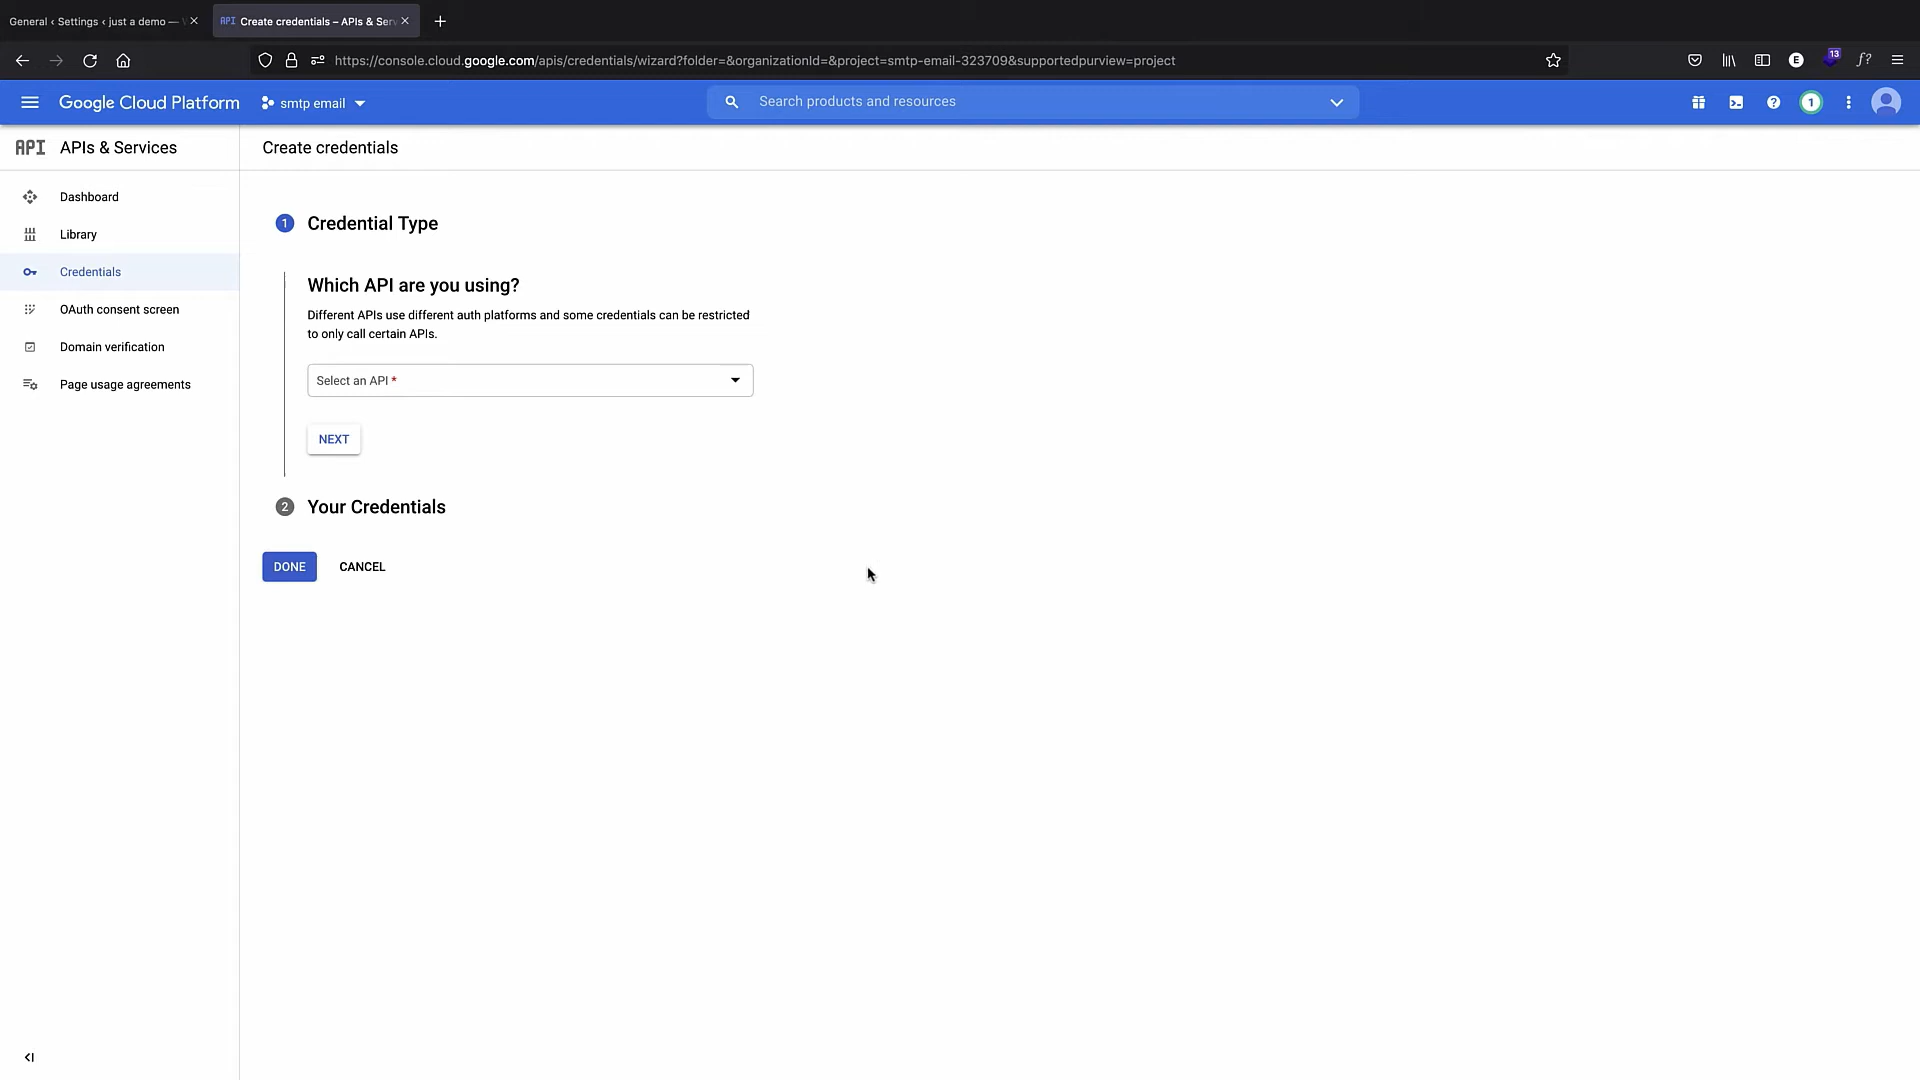 General ‹ Settings ‹ just a demo —
API Create credentials – APIs & Ser
https://console.cloud.google.com/apis/credentials/wizard?folder=&organizationId=&project=smtp-email-323709&supportedpurview=project
E
13
f?
Google Cloud Platform
smtp email
Search products and resources
?
1
API APIs & Services
Create credentials
Dashboard
Library
Credentials
OAuth consent screen
Domain verification
Page usage agreements
1 Credential Type
Which API are you using?
Different APIs use different auth platforms and some credentials can be restricted
to only call certain APIs.
Select an API *
NEXT
2 Your Credentials
DONE
CANCEL